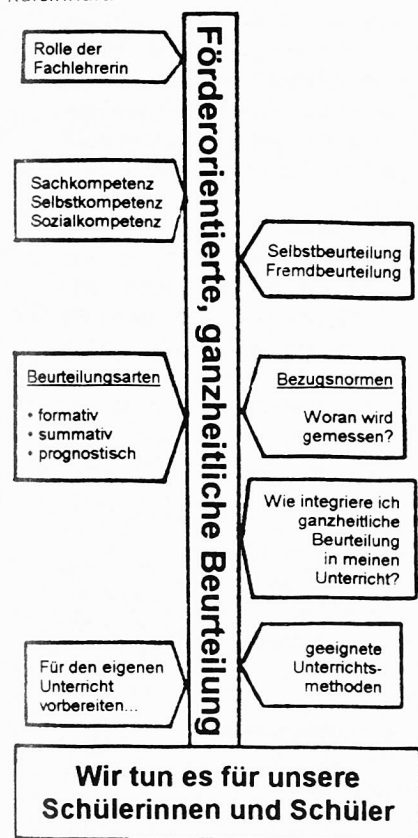 Rolle der
Fachlehrerin
Förderorientierte, ganzheitliche Beurteilung
Sachkompetenz
Selbstkompetenz
Sozialkompetenz
Selbstbeurteilung
Fremdbeurteilung
Beurteilungsarten
• formativ
• summativ
• prognostisch
Bezugsnormen
Woran wird
gemessen?
Wie integriere ich
ganzheitliche
Beurteilung
in meinen
Unterricht?
Für den eigenen
Unterricht
vorbereiten...
geeignete
Unterrichts-
methoden
Wir tun es für unsere
Schülerinnen und Schüler